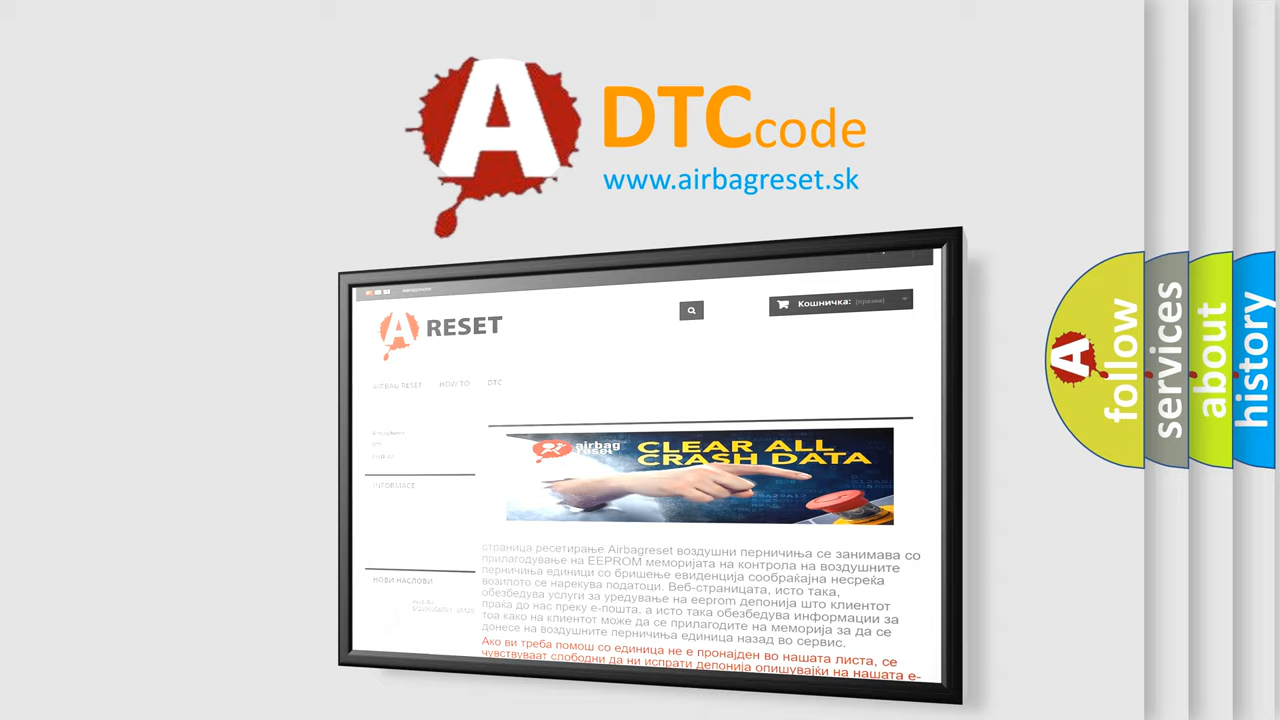 A
DTCcode
www.airbagreset.sk
Кошничка: (празна)
A RESET
AIRBAG RESET HOW TO DTC
airbag
reset
CLEAR ALL
CRASH DATA
INFORMACE
страница ресетирање Airbagreset воздушни перничиња се занимава со
прилагодување на EEPROM меморијата на контрола на воздушните
перничиња единици со бришење евиденција сообраќајна несреќа
возилото се нарекува податоци. Веб-страницата, исто така,
обезбедува услуги за уредување на eeprom депонија што клиентот
праќа до нас преку е-пошта, а исто така обезбедува информации за
тоа како на клиентот може да се прилагодите на меморија за да се
донесе на воздушните перничиња единица назад во сервис.
Ако ви треба помош со единица не е пронајден во нашата листа, се
чувствуваат слободни да ни испрати депонија опишувајќи на нашата е-
НОВИ НАСЛОВИ
A
follow
services
about
history